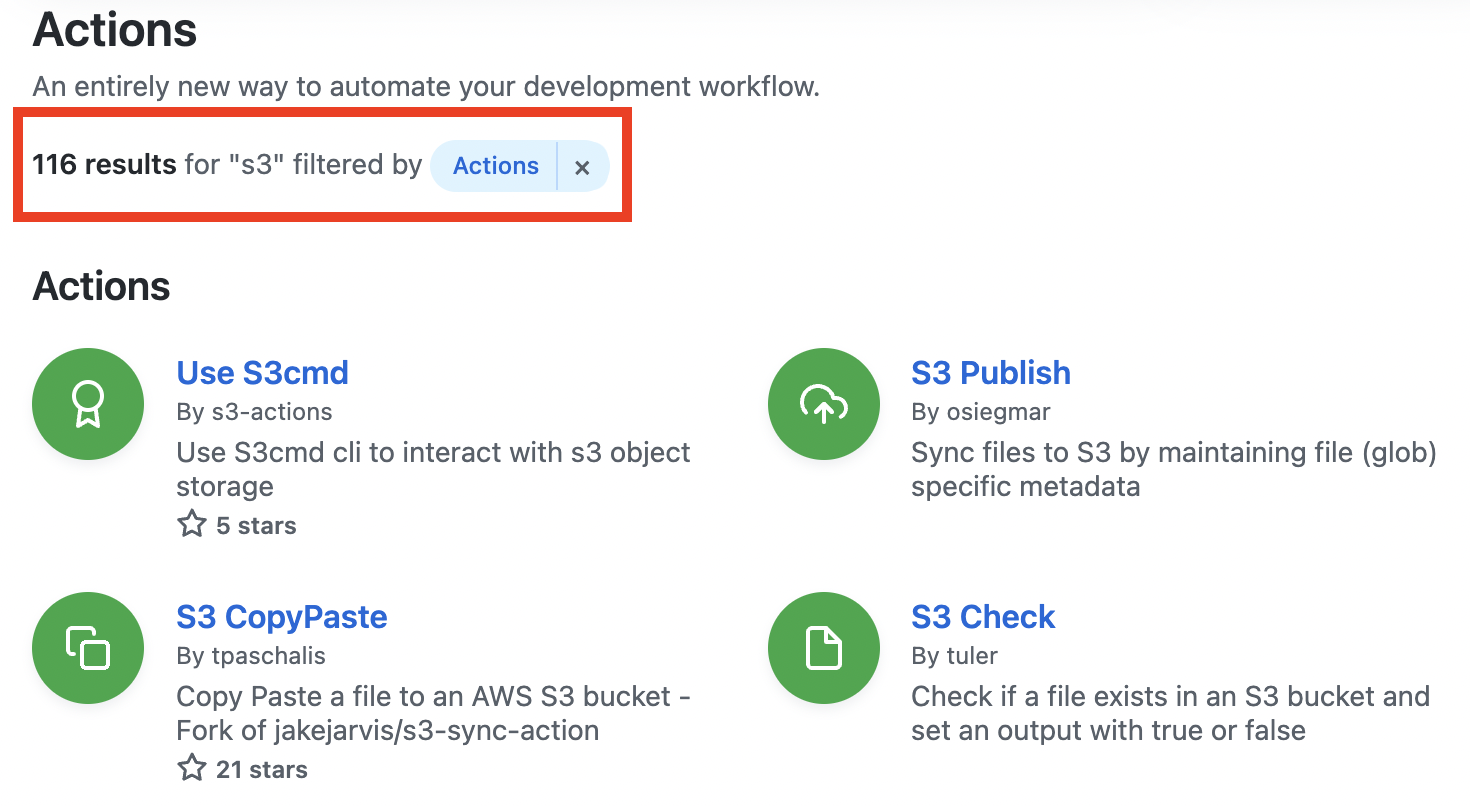 Actions
An entirely new way to automate your development workflow.
116 results for "s3" filtered by Actions ×
Actions
Use S3cmd
By s3-actions
Use S3cmd cli to interact with s3 object
storage
5 stars
S3 Publish
By osiegmar
Sync files to S3 by maintaining file (glob)
specific metadata
S3 CopyPaste
By tpaschalis
Copy Paste a file to an AWS S3 bucket -
Fork of jakejarvis/s3-sync-action
21 stars
S3 Check
By tuler
Check if a file exists in an S3 bucket and
set an output with true or false